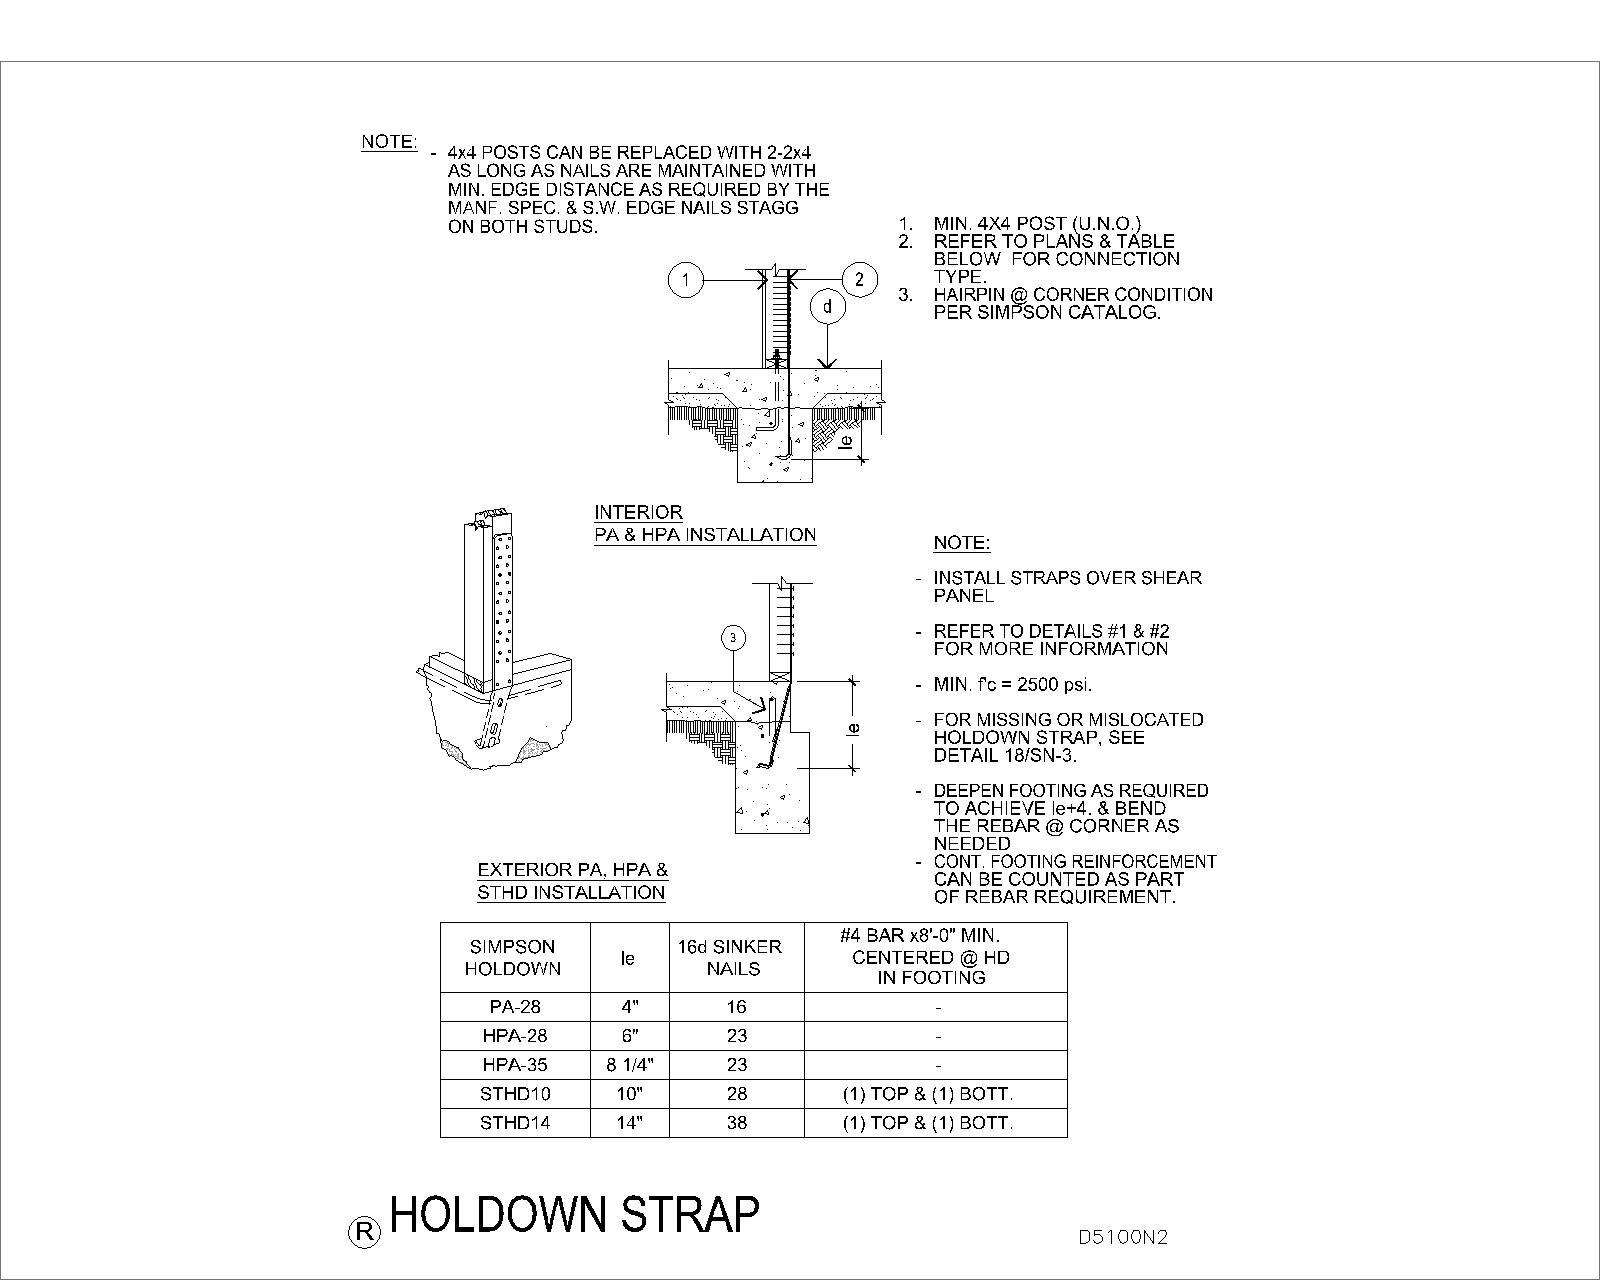 NOTE:
- 4x4 POSTS CAN BE REPLACED WITH 2-2x4
AS LONG AS NAILS ARE MAINTAINED WITH
MIN. EDGE DISTANCE AS REQUIRED BY THE
MANF. SPEC. & S.W. EDGE NAILS STAGG
ON BOTH STUDS.
1. MIN. 4X4 POST (U.N.O.)
2. REFER TO PLANS & TABLE
BELOW FOR CONNECTION
TYPE.
3. HAIRPIN @ CORNER CONDITION
PER SIMPSON CATALOG.
1
2
d
le
INTERIOR
PA & HPA INSTALLATION
NOTE:
- INSTALL STRAPS OVER SHEAR
PANEL
- REFER TO DETAILS #1 & #2
FOR MORE INFORMATION
- MIN. f'c = 2500 psi.
- FOR MISSING OR MISLOCATED
HOLDOWN STRAP, SEE
DETAIL 18/SN-3.
- DEEPEN FOOTING AS REQUIRED
TO ACHIEVE le+4. & BEND
THE REBAR @ CORNER AS
NEEDED
- CONT. FOOTING REINFORCEMENT
CAN BE COUNTED AS PART
OF REBAR REQUIREMENT.
3
le
EXTERIOR PA, HPA &
STHD INSTALLATION
SIMPSON
HOLDOWN
le
16d SINKER
NAILS
#4 BAR x8'-0" MIN.
CENTERED @ HD
IN FOOTING
PA-28 4" 16 -
HPA-28 6" 23 -
HPA-35 8 1/4" 23 -
STHD10 10" 28 (1) TOP & (1) BOTT.
STHD14 14" 38 (1) TOP & (1) BOTT.
R HOLDOWN STRAP
D5100N2